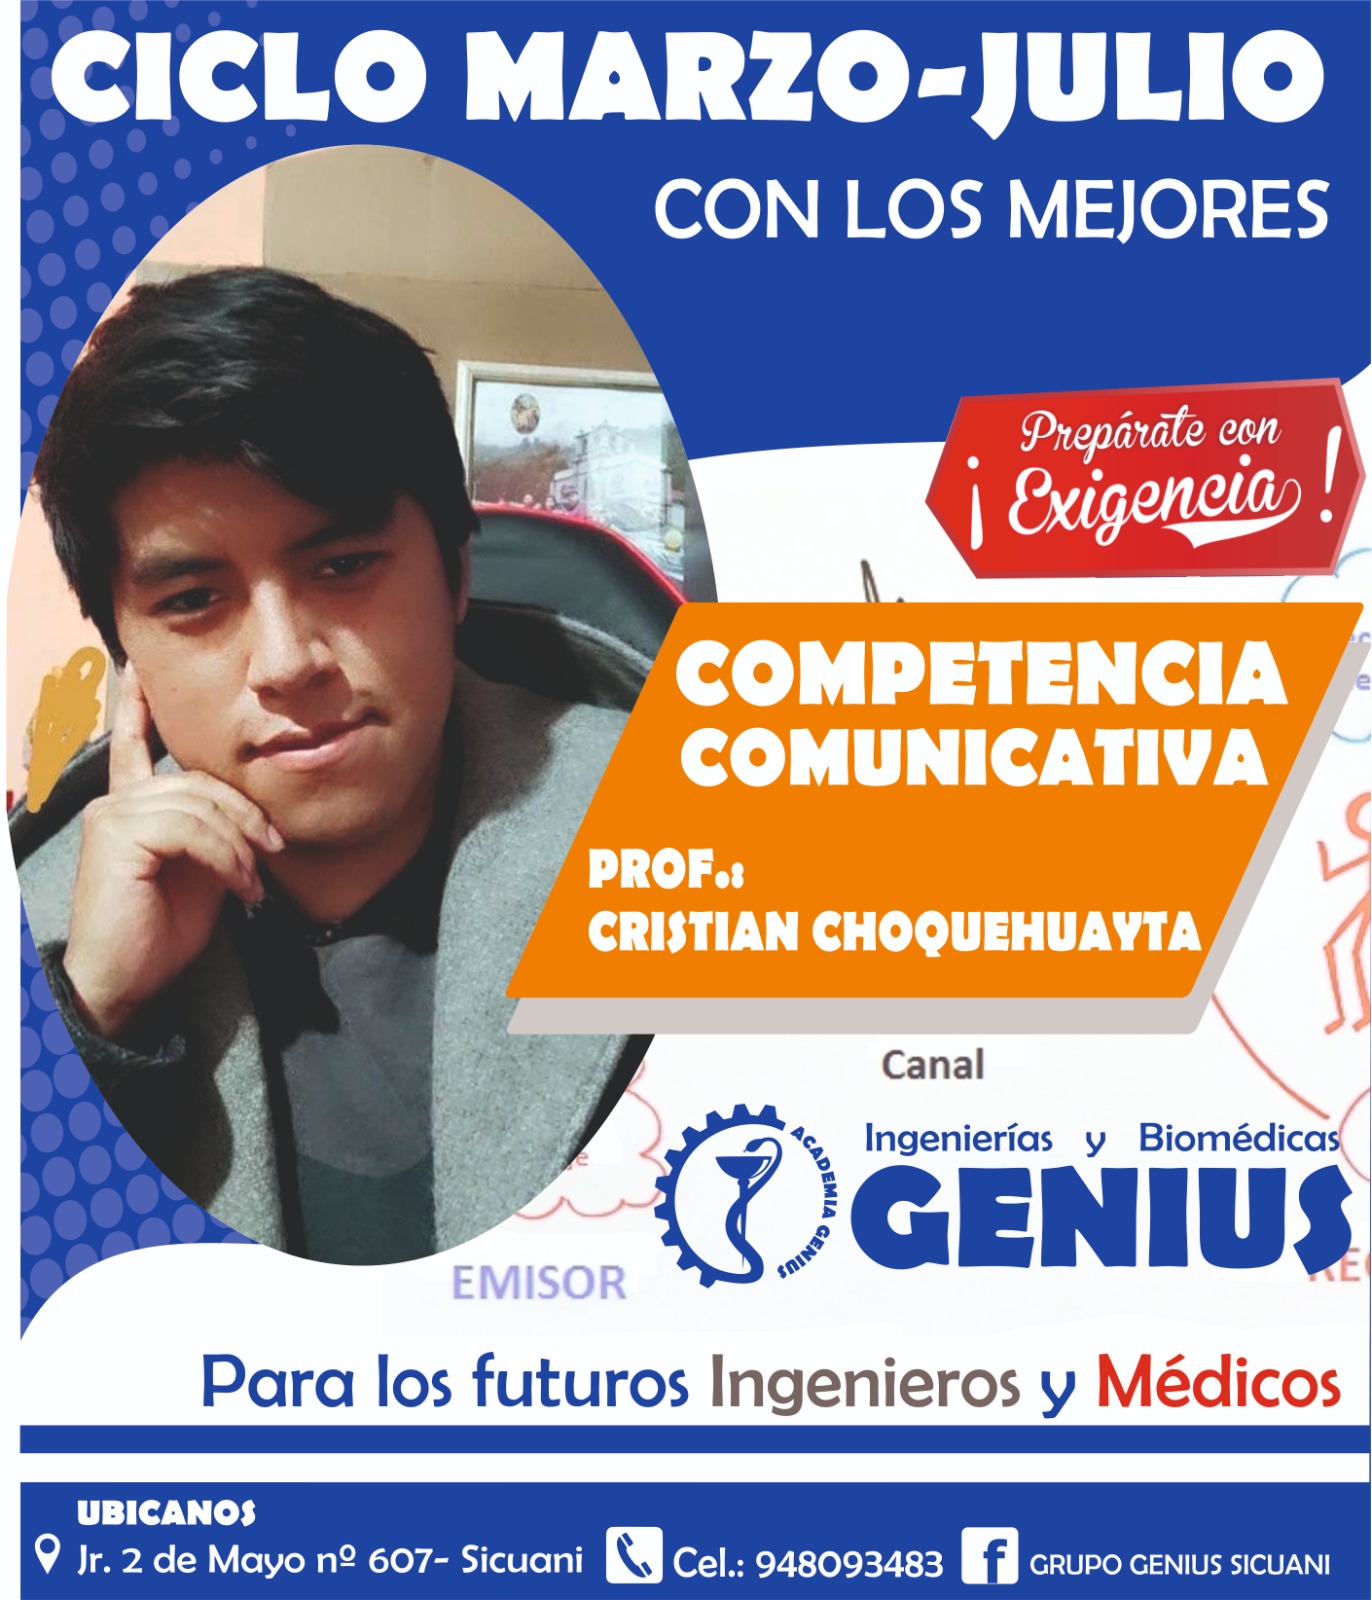 CICLO MARZO-JULIO
CON LOS MEJORES
Prepárate con
¡Exigencia!
COMPETENCIA
COMUNICATIVA
PROF.:
CRISTIAN CHOQUEHUAYTA
Canal
ACADEMIA GENIUS
Ingenierías y Biomédicas
GENIUS
EMISOR
Para los futuros Ingenieros y Médicos
UBICANOS
Jr. 2 de Mayo nº 607- Sicuani
Cel.: 948093483
GRUPO GENIUS SICUANI